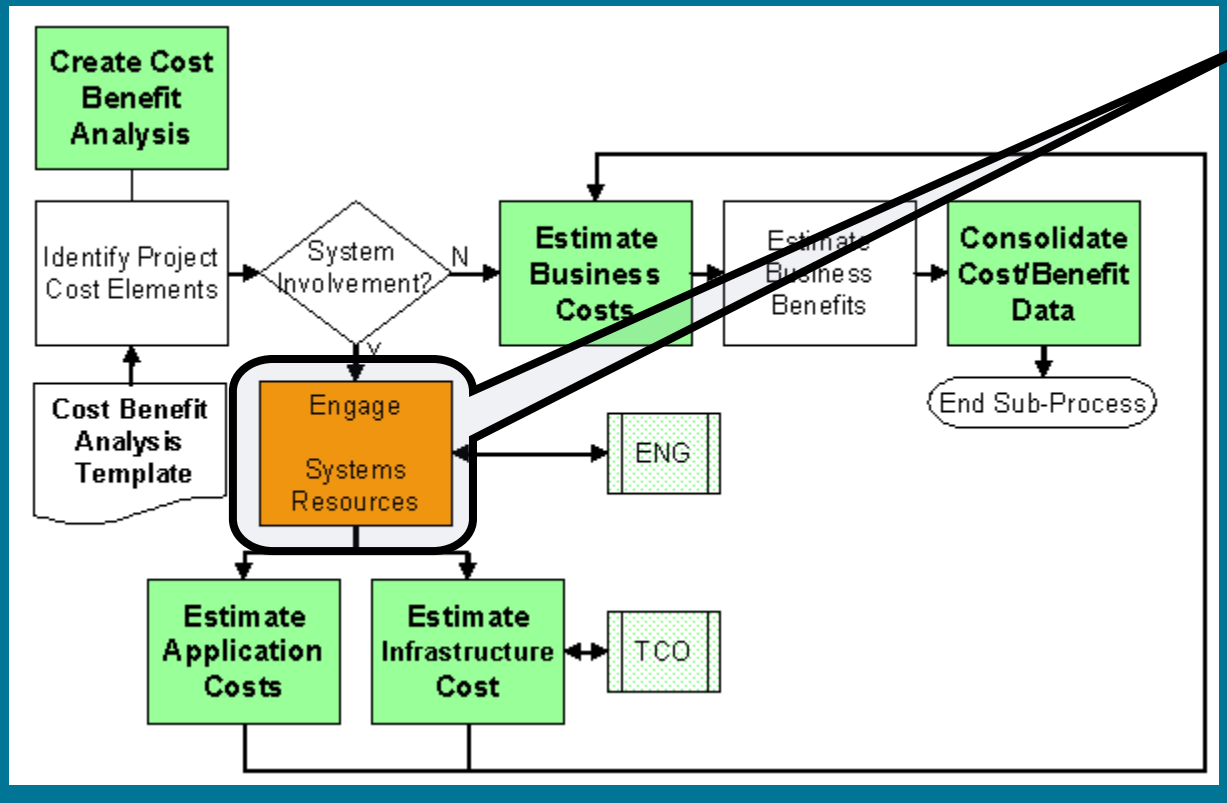 Create Cost
Benefit
Analysis
Identify Project
Cost Elements
System
Involvement?
N
Y
Estimate
Business
Costs
Estimate
Business
Benefits
Consolidate
Cost/Benefit
Data
End Sub-Process
Cost Benefit
Analysis
Template
Engage
Systems
Resources
ENG
Estimate
Application
Costs
Estimate
Infrastructure
Cost
TCO